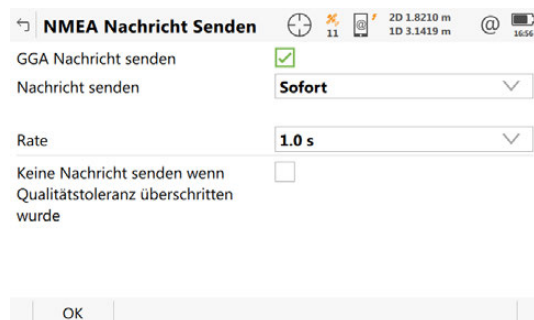 NMEA Nachricht Senden
11
@
2D 1.8210 m
1D 3.1419 m
@
16:56
GGA Nachricht senden
Nachricht senden
Sofort
Rate
1.0 s
Keine Nachricht senden wenn
Qualitätstoleranz überschritten
wurde
OK